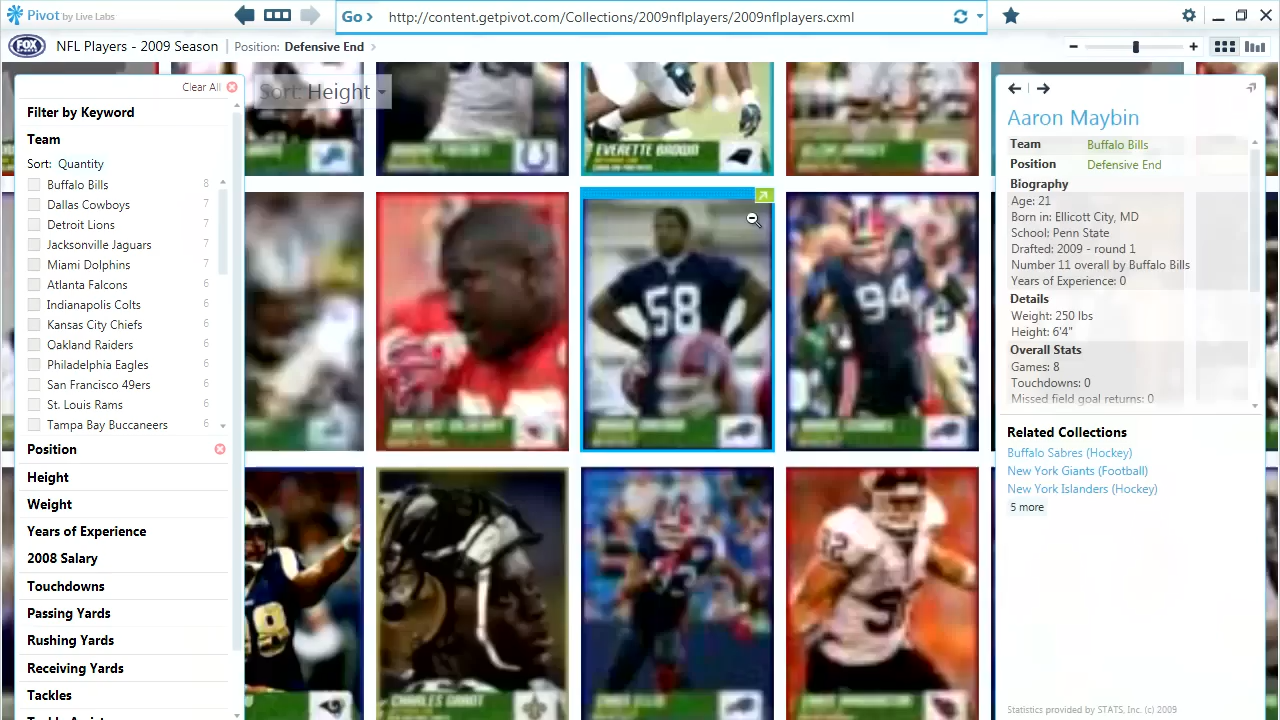 Pivot by Live Labs
Go > http://content.getpivot.com/Collections/2009nflplayers/2009nflplayers.cxml
FOX SPORTS
NFL Players - 2009 Season
Position: Defensive End >
Clear All
Sort: Height
Filter by Keyword
Team
Sort: Quantity
Buffalo Bills 8
Dallas Cowboys 7
Detroit Lions 7
Jacksonville Jaguars 7
Miami Dolphins 7
Atlanta Falcons 6
Indianapolis Colts 6
Kansas City Chiefs 6
Oakland Raiders 6
Philadelphia Eagles 6
San Francisco 49ers 6
St. Louis Rams 6
Tampa Bay Buccaneers 6
Position
Height
Weight
Years of Experience
2008 Salary
Touchdowns
Passing Yards
Rushing Yards
Receiving Yards
Tackles
EVERETTE BROWN
58
94
CHARLES GRANT
Aaron Maybin
Team Buffalo Bills
Position Defensive End
Biography
Age: 21
Born in: Ellicott City, MD
School: Penn State
Drafted: 2009 - round 1
Number 11 overall by Buffalo Bills
Years of Experience: 0
Details
Weight: 250 lbs
Height: 6'4"
Overall Stats
Games: 8
Touchdowns: 0
Missed field goal returns: 0
Related Collections
Buffalo Sabres (Hockey)
New York Giants (Football)
New York Islanders (Hockey)
5 more
Statistics provided by STATS, Inc. (c) 2009